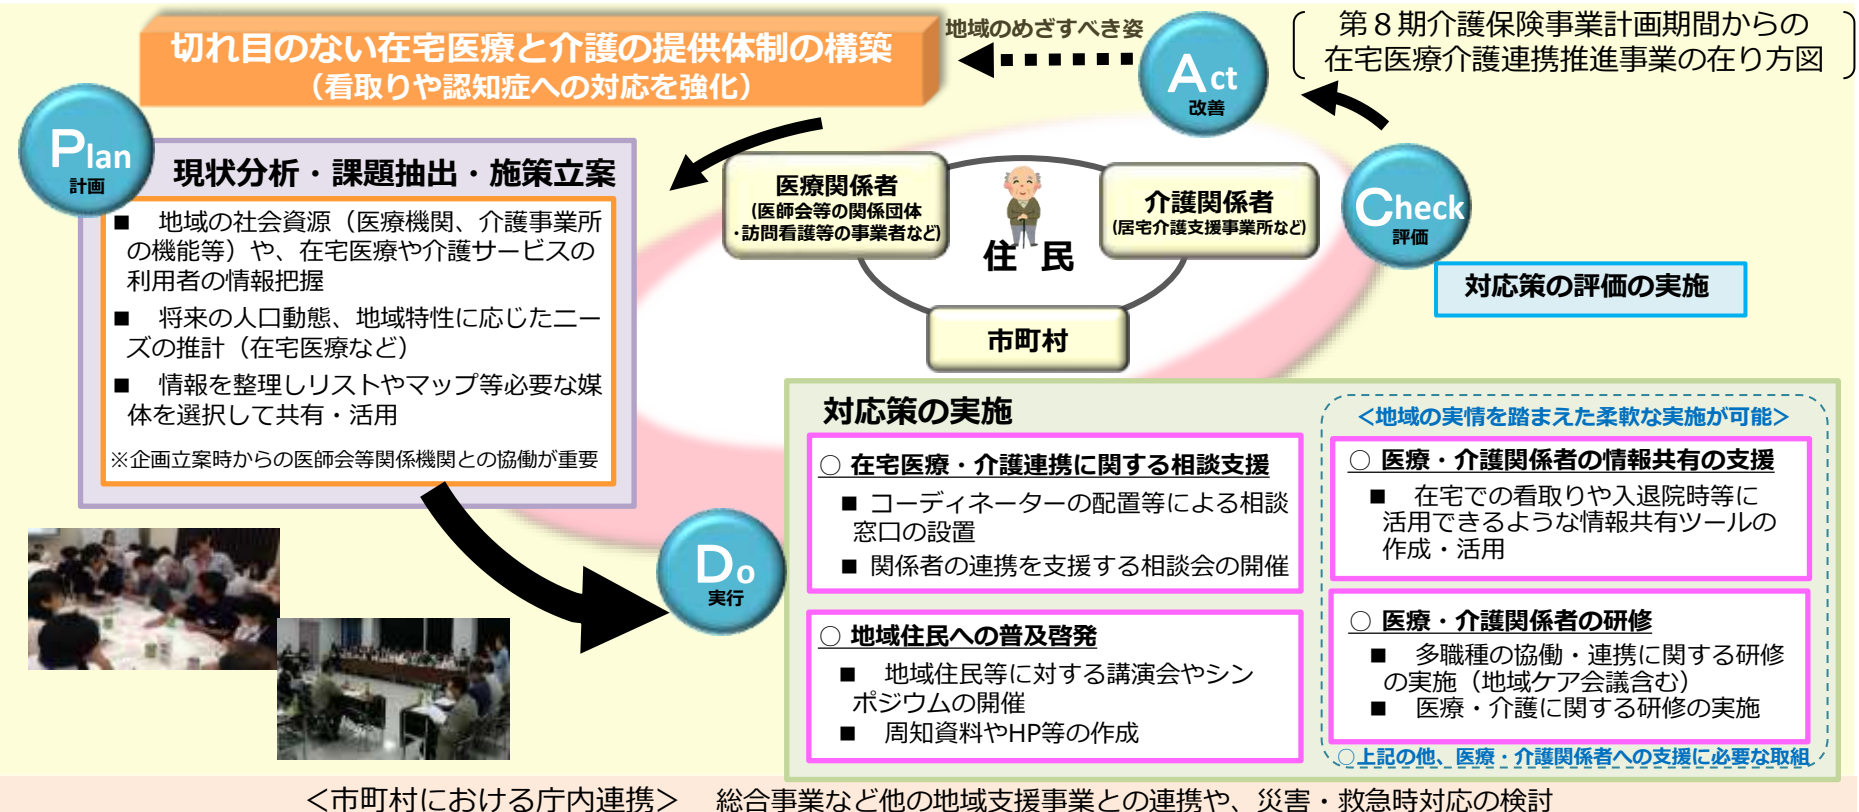 第８期介護保険事業計画期間からの
在宅医療介護連携推進事業の在り方図
切れ目のない在宅医療と介護の提供体制の構築
（看取りや認知症への対応を強化）
地域のめざすべき姿
Act
改善
Plan
計画
現状分析・課題抽出・施策立案
■ 地域の社会資源（医療機関、介護事業所
の機能等）や、在宅医療や介護サービスの
利用者の情報把握
■ 将来の人口動態、地域特性に応じたニー
ズの推計（在宅医療など）
■ 情報を整理しリストやマップ等必要な媒
体を選択して共有・活用
※企画立案時からの医師会等関係機関との協働が重要
医療関係者
(医師会等の関係団体
・訪問看護等の事業者など)
介護関係者
(居宅介護支援事業所など)
住 民
市町村
Check
評価
対応策の評価の実施
Do
実行
対応策の実施
○ 在宅医療・介護連携に関する相談支援
■ コーディネーターの配置等による相談
窓口の設置
■ 関係者の連携を支援する相談会の開催
○ 地域住民への普及啓発
■ 地域住民等に対する講演会やシン
ポジウムの開催
■ 周知資料やHP等の作成
＜地域の実情を踏まえた柔軟な実施が可能＞
○ 医療・介護関係者の情報共有の支援
■ 在宅での看取りや入退院時等に
活用できるような情報共有ツールの
作成・活用
○ 医療・介護関係者の研修
■ 多職種の協働・連携に関する研修
の実施（地域ケア会議含む）
■ 医療・介護に関する研修の実施
○上記の他、医療・介護関係者への支援に必要な取組
＜市町村における庁内連携＞ 総合事業など他の地域支援事業との連携や、災害・救急時対応の検討